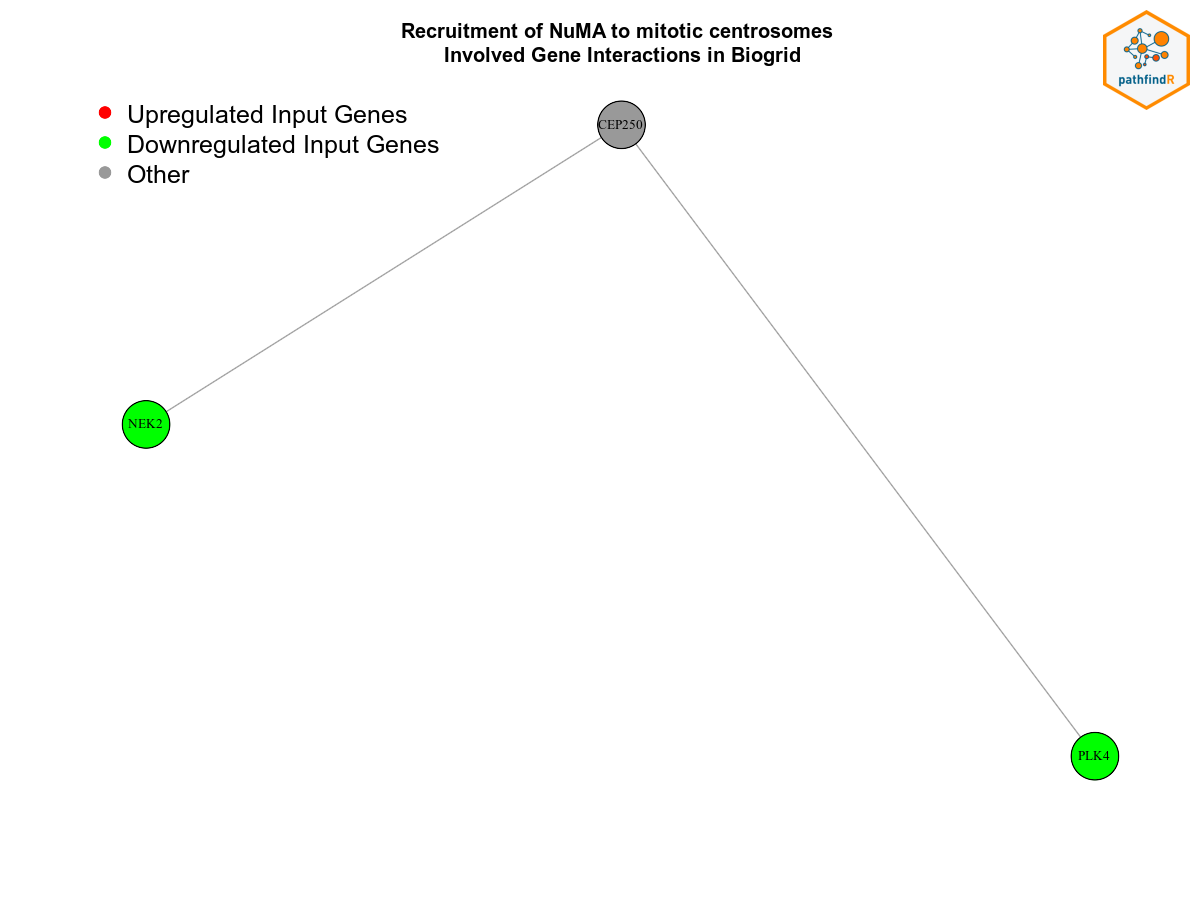 Recruitment of NuMA to mitotic centrosomes
Involved Gene Interactions in Biogrid
pathfindR
Upregulated Input Genes
Downregulated Input Genes
Other
CEP250
NEK2
PLK4